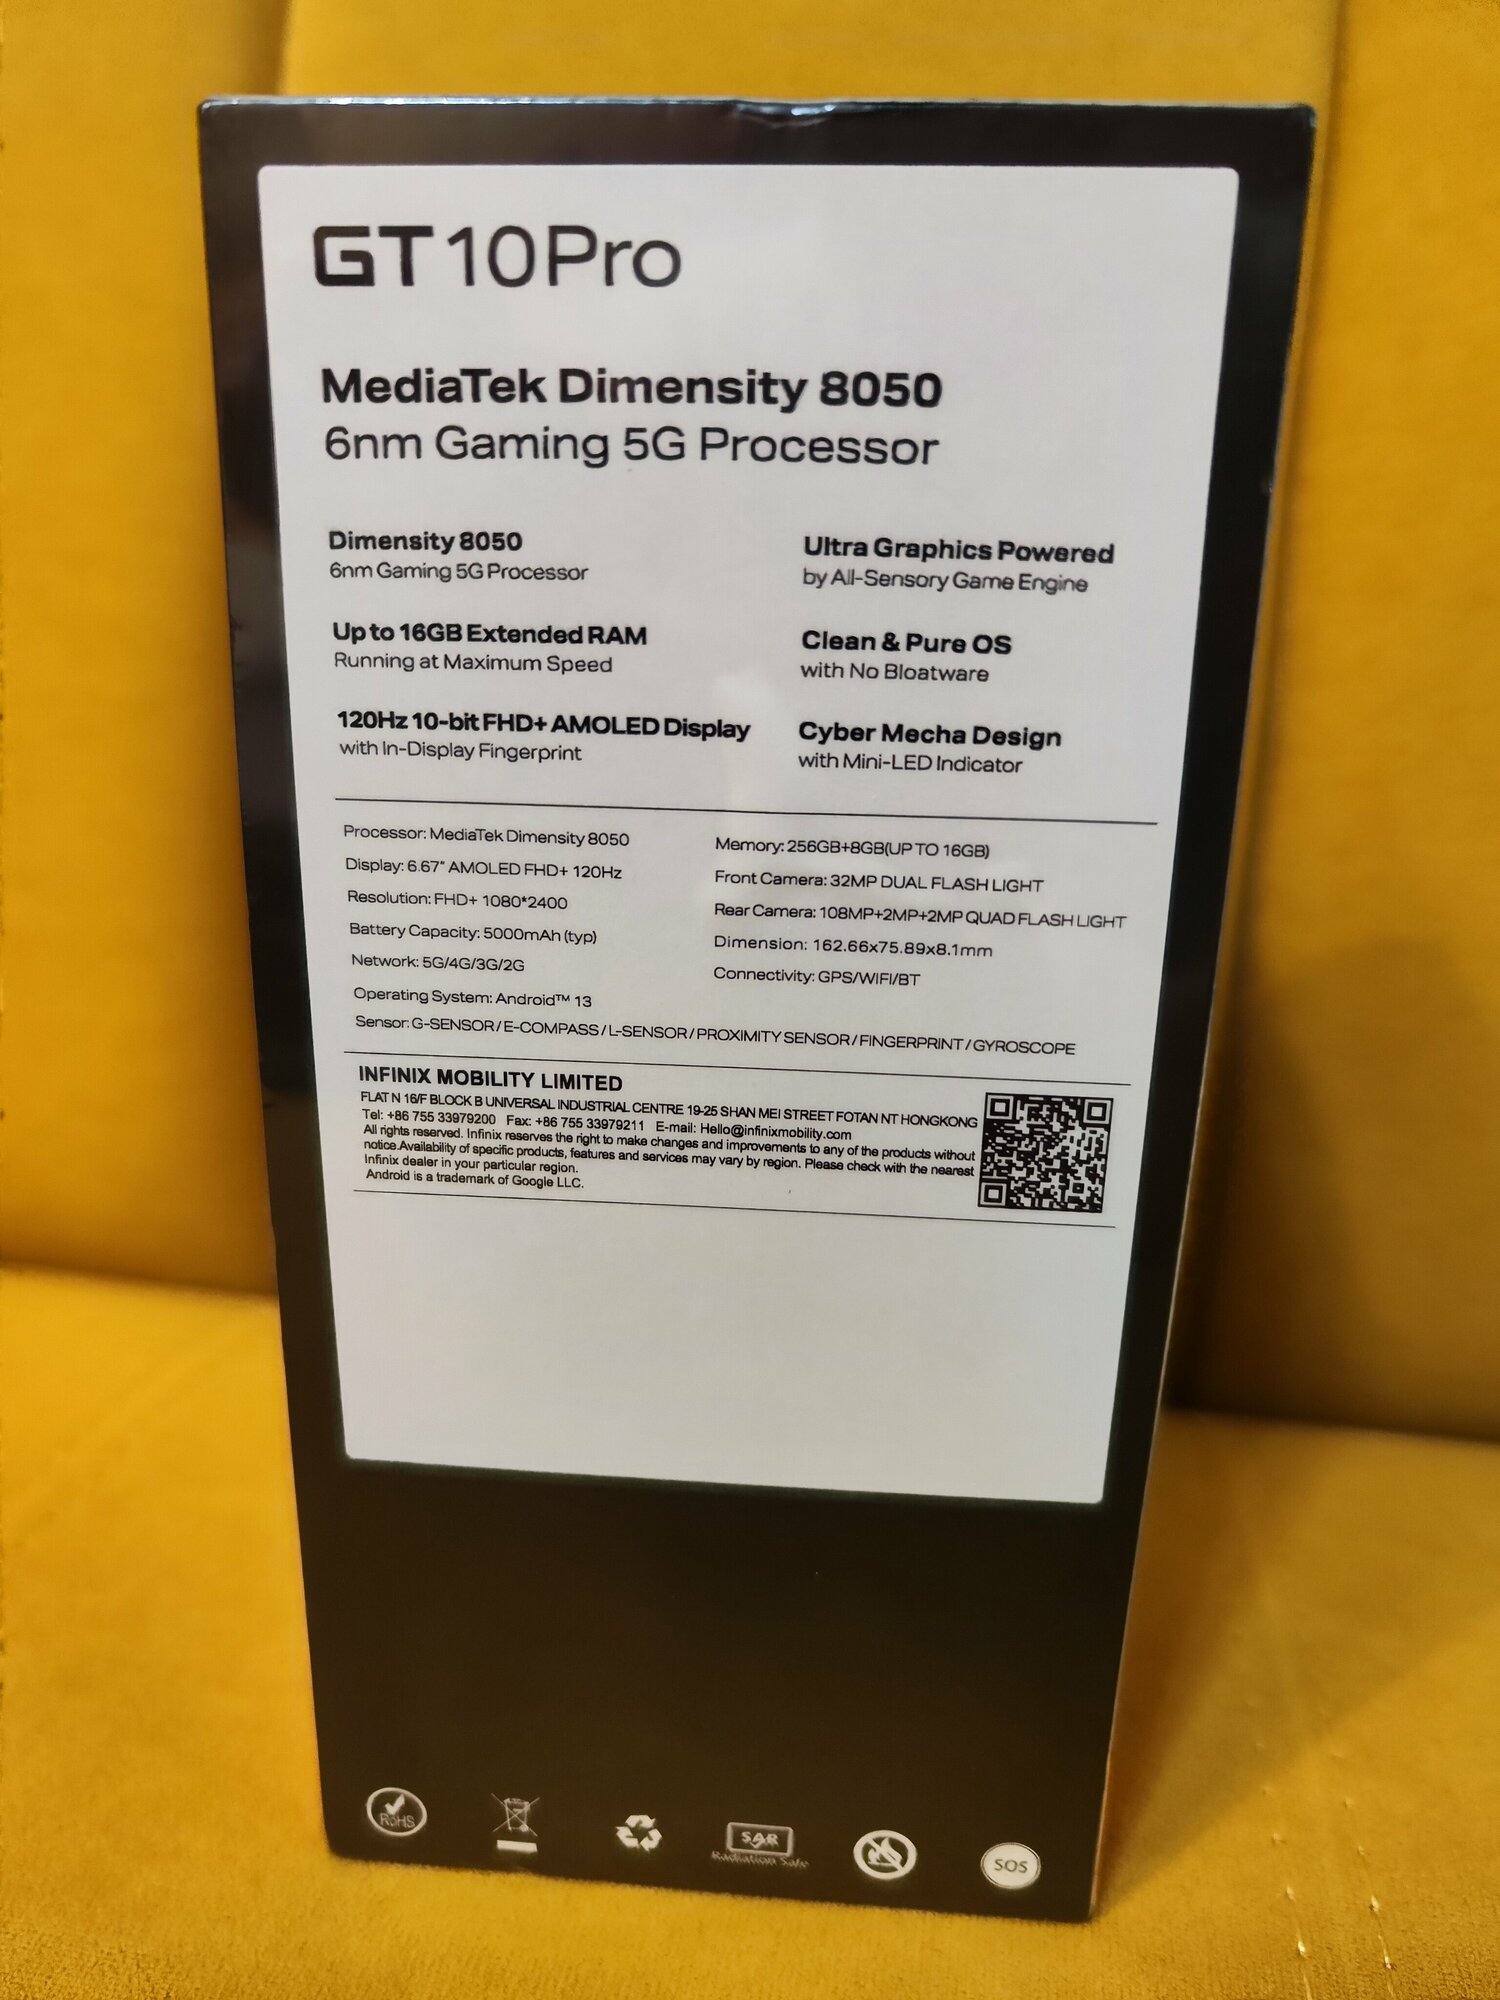 GT 10 Pro
MediaTek Dimensity 8050
6nm Gaming 5G Processor
Dimensity 8050
6nm Gaming 5G Processor
Ultra Graphics Powered
by All-Sensory Game Engine
Up to 16GB Extended RAM
Running at Maximum Speed
Clean & Pure OS
with No Bloatware
120Hz 10-bit FHD+ AMOLED Display
with In-Display Fingerprint
Cyber Mecha Design
with Mini-LED Indicator
Processor: MediaTek Dimensity 8050
Display: 6.67" AMOLED FHD+ 120Hz
Resolution: FHD+ 1080*2400
Battery Capacity: 5000mAh (typ)
Network: 5G/4G/3G/2G
Operating System: Android™ 13
Memory: 256GB+8GB(UP TO 16GB)
Front Camera: 32MP DUAL FLASH LIGHT
Rear Camera: 108MP+2MP+2MP QUAD FLASH LIGHT
Dimension: 162.66x75.89x8.1mm
Connectivity: GPS/WIFI/BT
Sensor: G-SENSOR / E-COMPASS / L-SENSOR / PROXIMITY SENSOR / FINGERPRINT / GYROSCOPE
INFINIX MOBILITY LIMITED
FLAT N 16/F BLOCK B UNIVERSAL INDUSTRIAL CENTRE 19-25 SHAN MEI STREET FOTAN NT HONGKONG
Tel: +86 755 33979200 Fax: +86 755 33979211 E-mail: Hello@infinixmobility.com
All rights reserved. Infinix reserves the right to make changes and improvements to any of the products without
notice.Availability of specific products, features and services may vary by region. Please check with the nearest
Infinix dealer in your particular region.
Android is a trademark of Google LLC.
RoHS
SAR
Radiation Safe
SOS